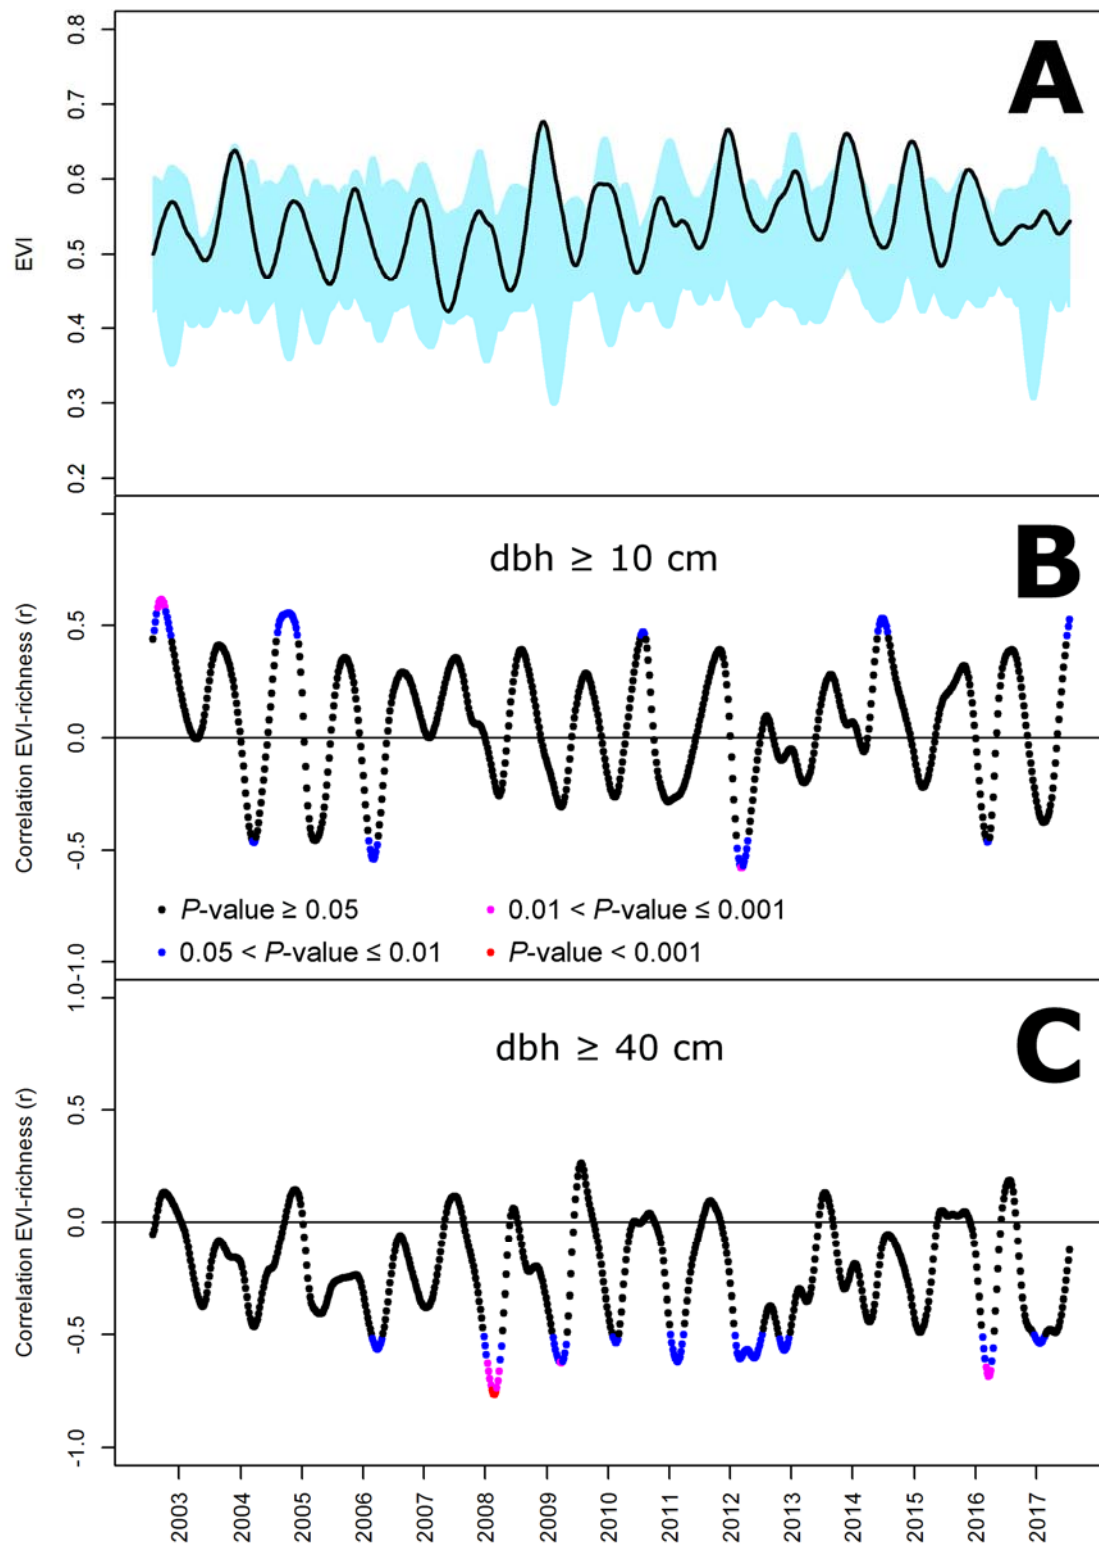 A
EVI
0.8
0.7
0.6
0.5
0.4
0.3
0.2
B
dbh ≥ 10 cm
Correlation EVI-richness (r)
0.5
0.0
-0.5
-1.0
P-value ≥ 0.05
0.01 < P-value ≤ 0.001
0.05 < P-value ≤ 0.01
P-value < 0.001
C
dbh ≥ 40 cm
Correlation EVI-richness (r)
1.0
0.5
0.0
-0.5
-1.0
2003 2004 2005 2006 2007 2008 2009 2010 2011 2012 2013 2014 2015 2016 2017